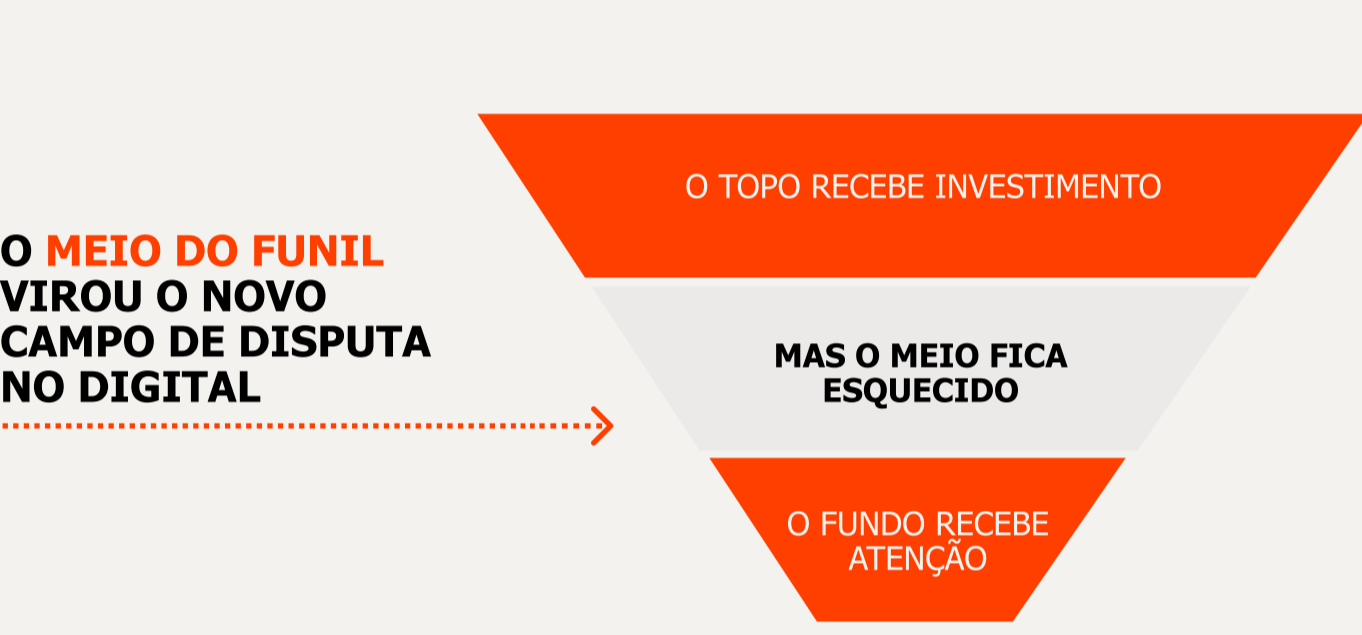 O MEIO DO FUNIL
VIROU O NOVO
CAMPO DE DISPUTA
NO DIGITAL
O TOPO RECEBE INVESTIMENTO
MAS O MEIO FICA
ESQUECIDO
O FUNDO RECEBE
ATENÇÃO